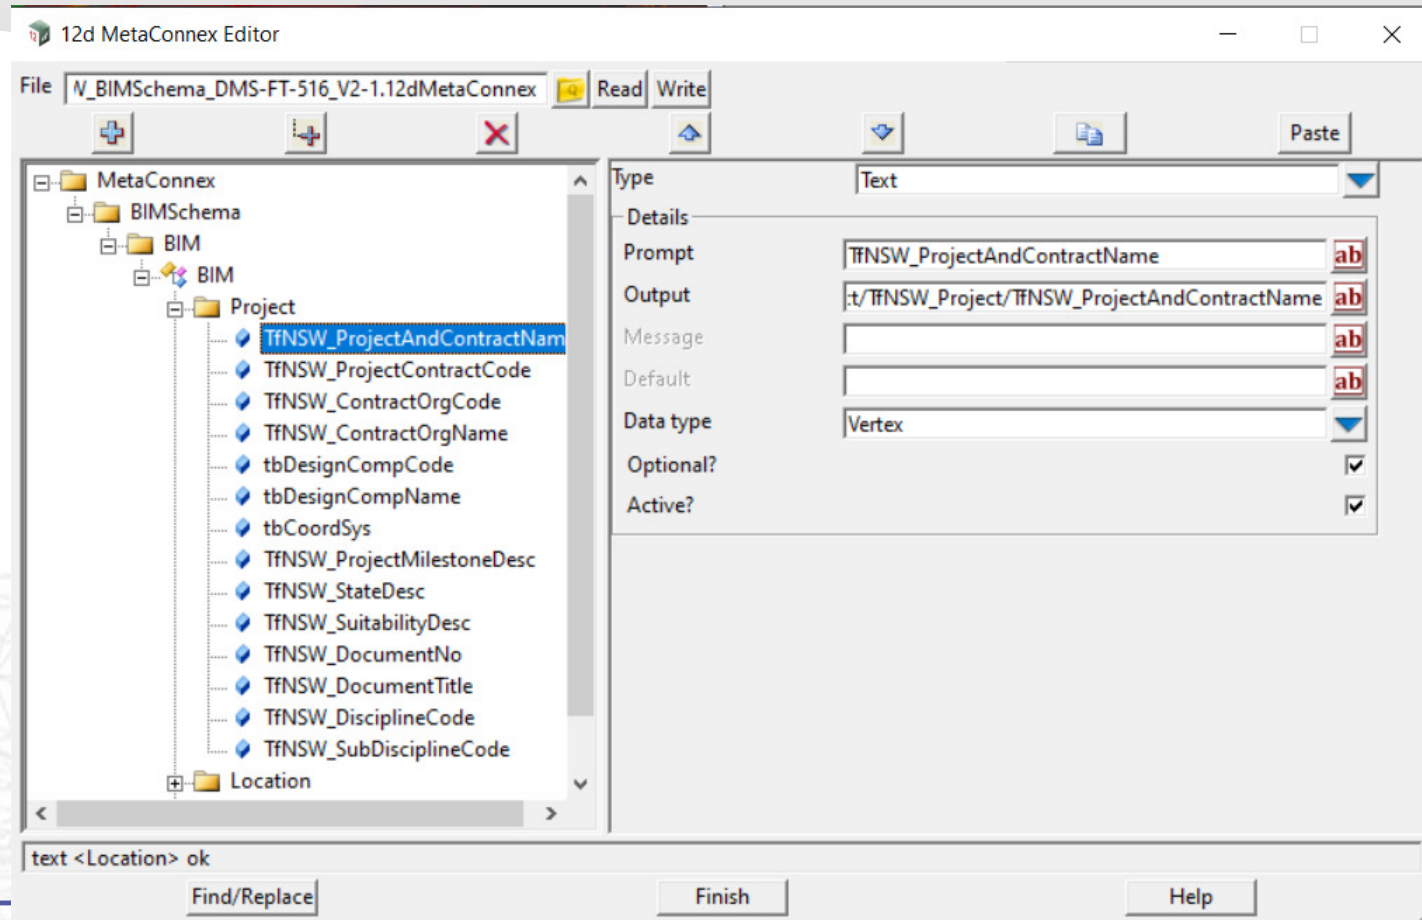 12d MetaConnex Editor
File V_BIMSchema_DMS-FT-516_V2-1.12dMetaConnex Read Write
Paste
MetaConnex
BIMSchema
BIM
BIM
Project
TfNSW_ProjectAndContractNam
TfNSW_ProjectContractCode
TfNSW_ContractOrgCode
TfNSW_ContractOrgName
tbDesignCompCode
tbDesignCompName
tbCoordSys
TfNSW_ProjectMilestoneDesc
TfNSW_StateDesc
TfNSW_SuitabilityDesc
TfNSW_DocumentNo
TfNSW_DocumentTitle
TfNSW_DisciplineCode
TfNSW_SubDisciplineCode
Location
Type Text
Details
Prompt TfNSW_ProjectAndContractName ab
Output :t/TfNSW_Project/TfNSW_ProjectAndContractName ab
Message ab
Default ab
Data type Vertex
Optional?
Active?
text <Location> ok
Find/Replace Finish Help